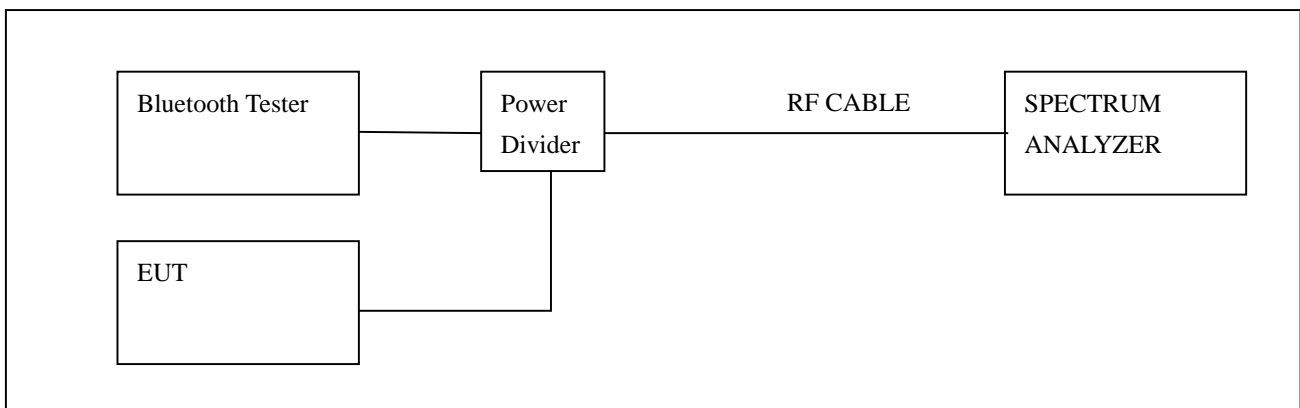 Bluetooth Tester
Power
Divider
RF CABLE
SPECTRUM
ANALYZER
EUT